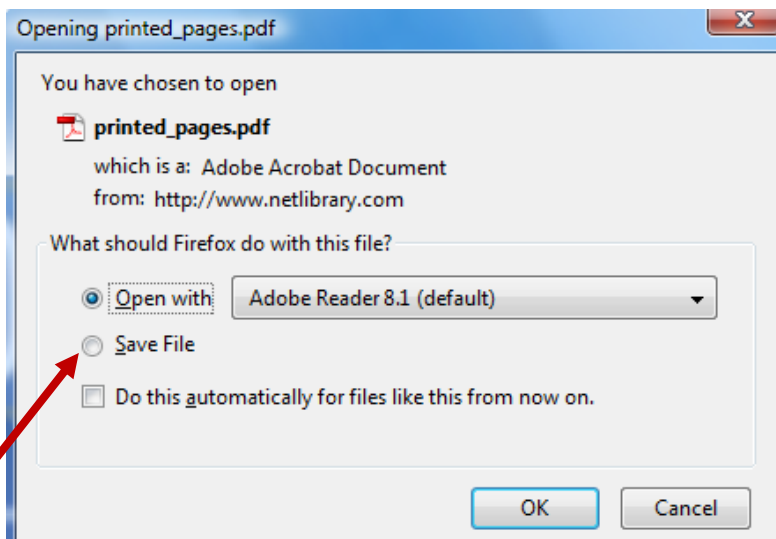 Opening printed_pages.pdf
You have chosen to open
printed_pages.pdf
which is a: Adobe Acrobat Document
from: http://www.netlibrary.com
What should Firefox do with this file?
Open with Adobe Reader 8.1 (default)
Save File
Do this automatically for files like this from now on.
OK Cancel